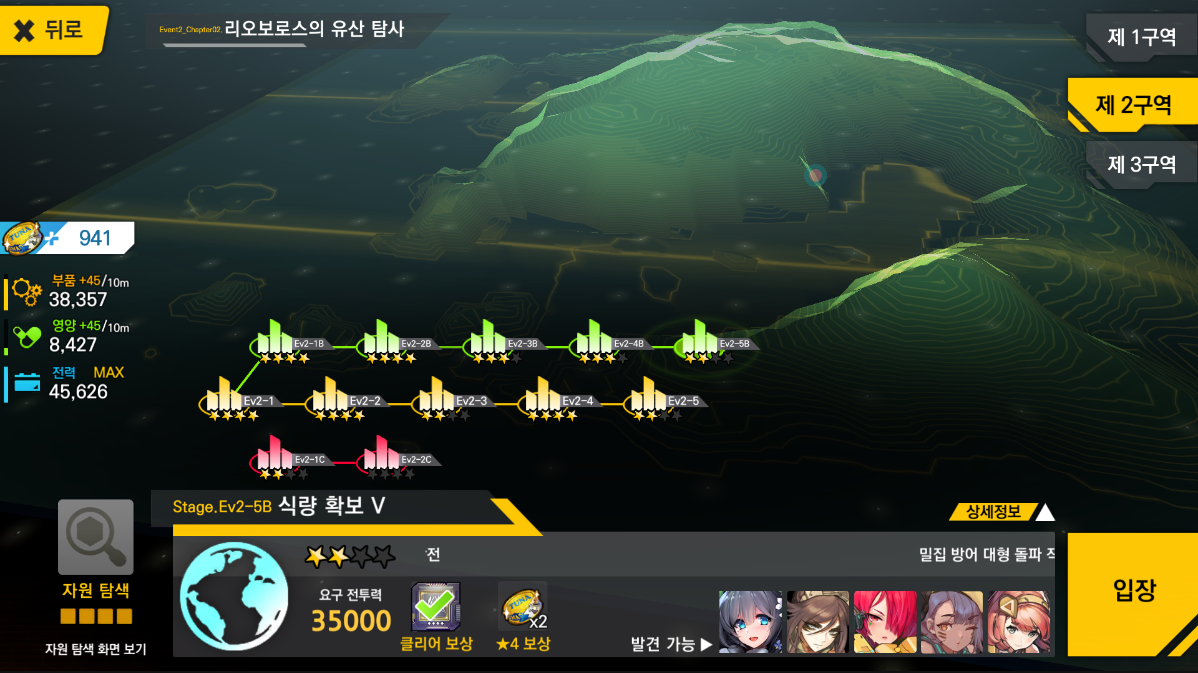 뒤로
Event2_Chapter02. 리오보로스의 유산 탐사
제 1구역
제 2구역
제 3구역
TUNA
941
부품 +45/10m
38,357
영양 +45/10m
8,427
전력 MAX
45,626
Ev2-1B
Ev2-2B
Ev2-3B
Ev2-4B
Ev2-5B
Ev2-1
Ev2-2
Ev2-3
Ev2-4
Ev2-5
Ev2-1C
Ev2-2C
Stage.Ev2-5B 식량 확보 V
상세정보
전
밀집 방어 대형 돌파
요구 전투력
35000
클리어 보상
TUNA
x2
★4 보상
발견 가능 ▶
입장
자원 탐색
자원 탐색 화면 보기